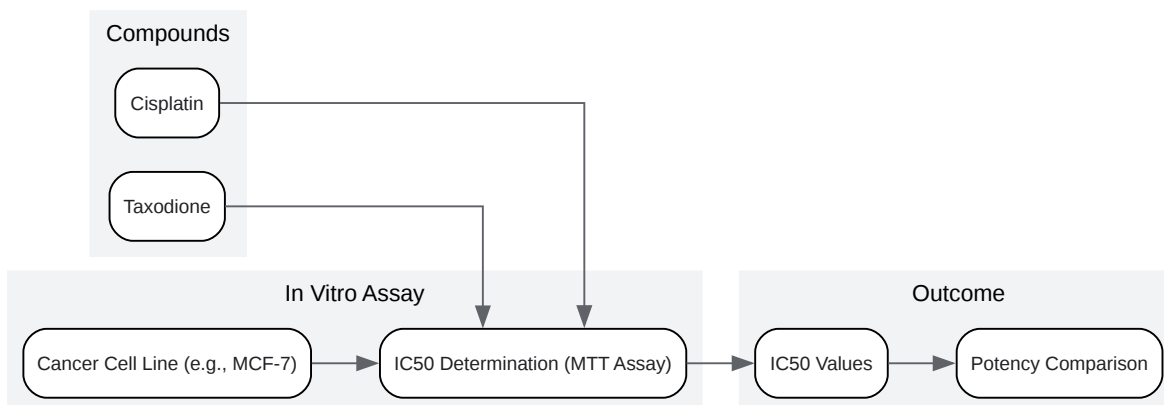 Compounds
Cisplatin
Taxodione
In Vitro Assay
Outcome
Cancer Cell Line (e.g., MCF-7)
IC50 Determination (MTT Assay)
IC50 Values
Potency Comparison